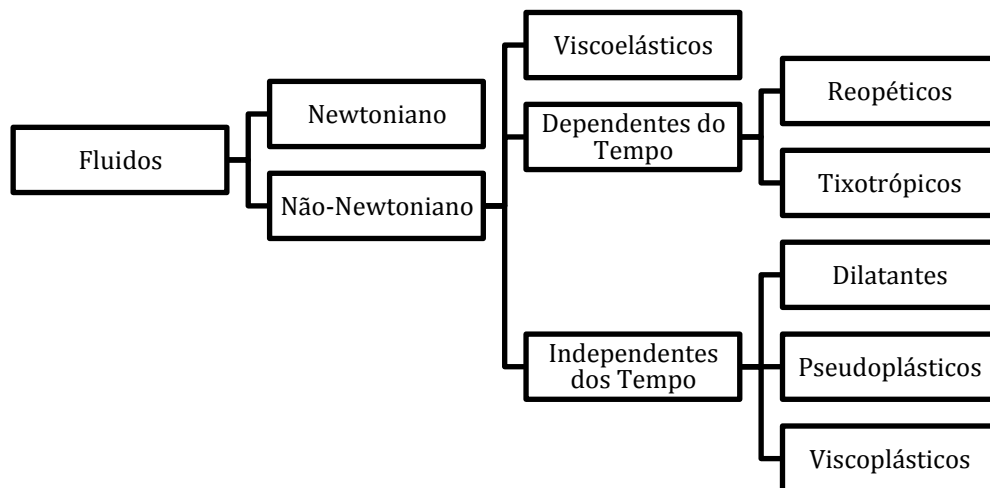 Fluidos
Newtoniano
Não-Newtoniano
Viscoelásticos
Dependentes do
Tempo
Reopéticos
Tixotrópicos
Independentes
dos Tempo
Dilatantes
Pseudoplásticos
Viscoplásticos